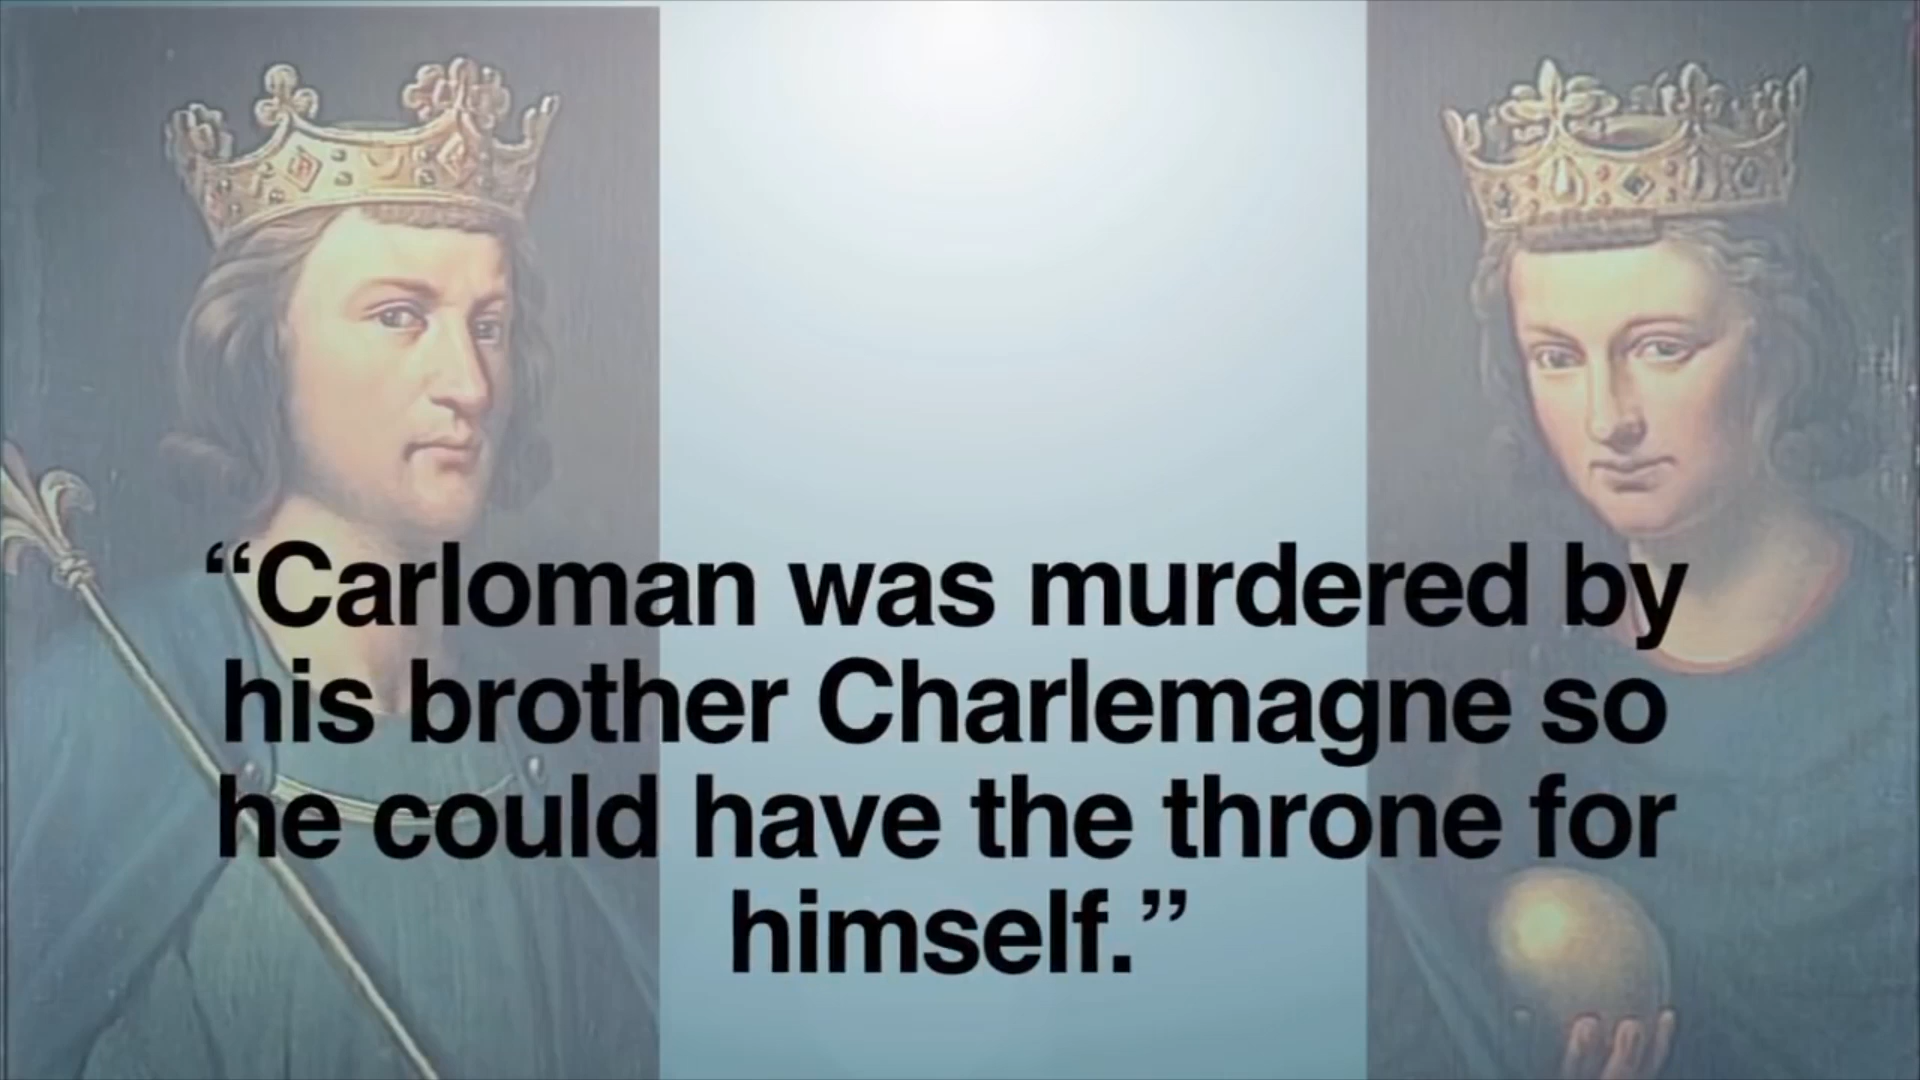 “Carloman was murdered by
his brother Charlemagne so
he could have the throne for
himself.”